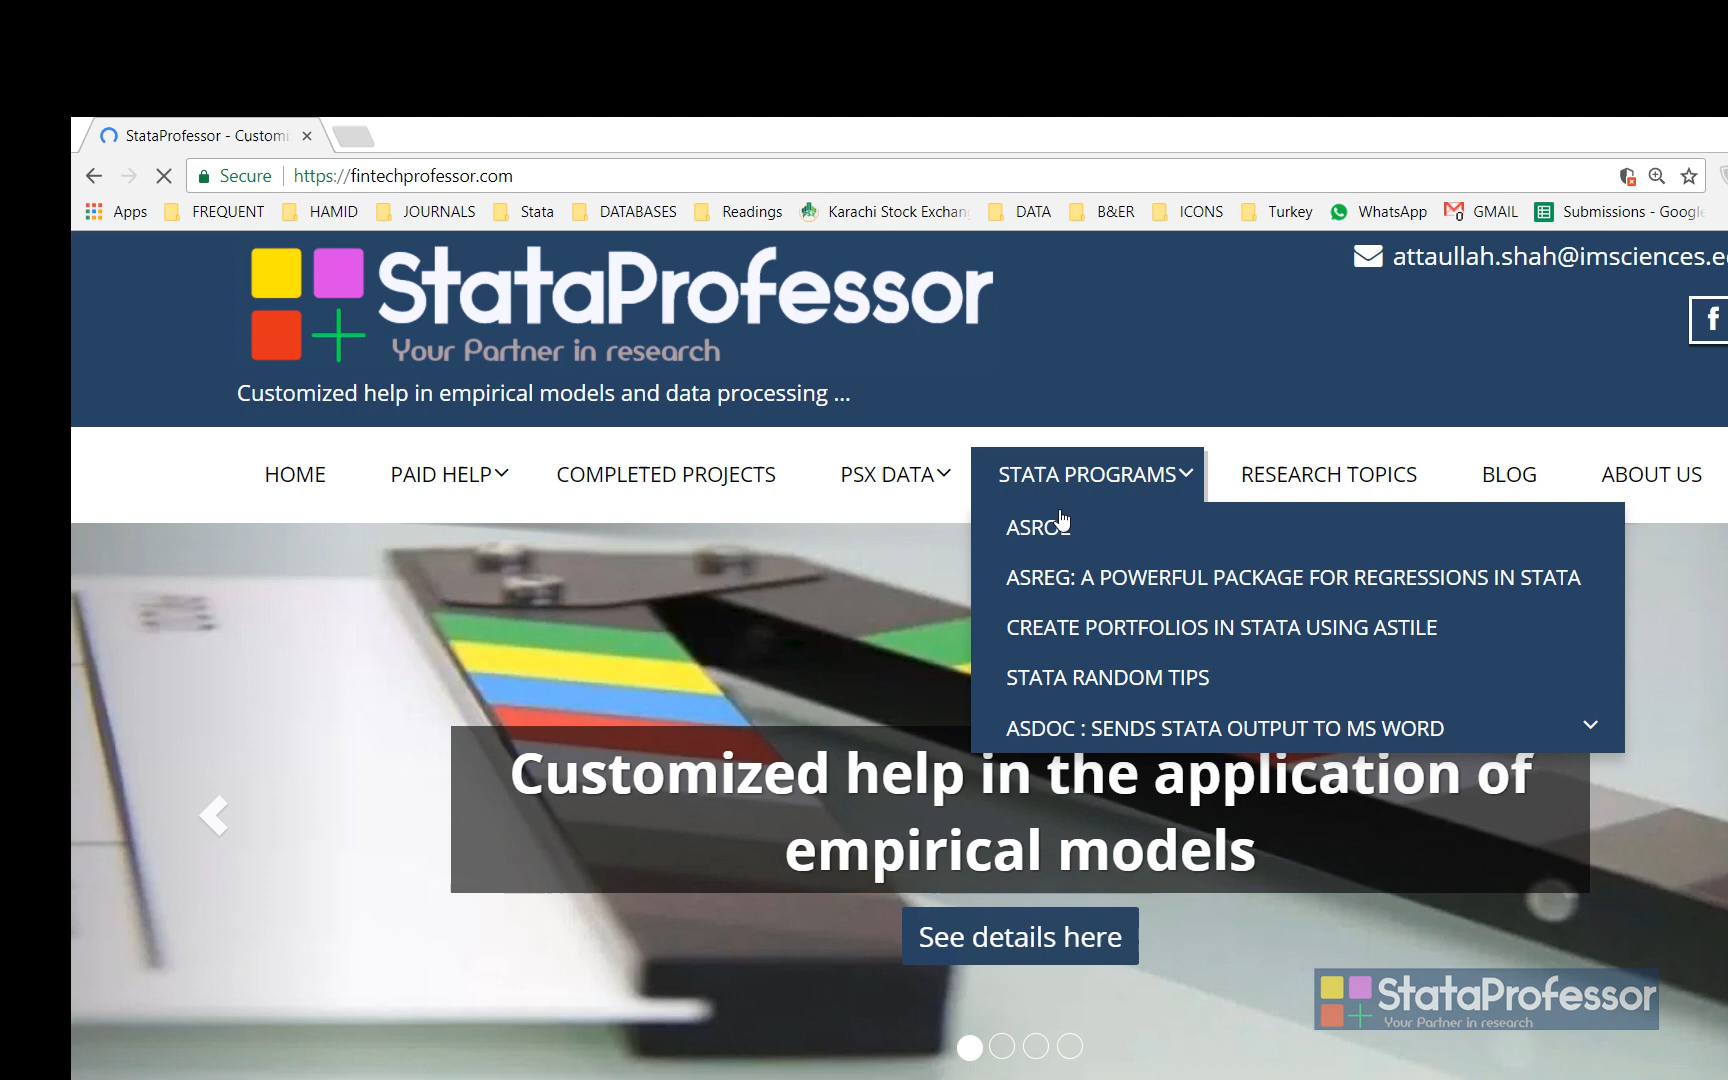 StataProfessor - Customi
Secure https://fintechprofessor.com
Apps FREQUENT HAMID JOURNALS Stata DATABASES Readings Karachi Stock Exchan DATA B&ER ICONS Turkey WhatsApp GMAIL Submissions - Googl
StataProfessor
Your Partner in research
Customized help in empirical models and data processing ...
attaullah.shah@imsciences.e
f
HOME PAID HELP COMPLETED PROJECTS PSX DATA STATA PROGRAMS RESEARCH TOPICS BLOG ABOUT US
ASREG: A POWERFUL PACKAGE FOR REGRESSIONS IN STATA
CREATE PORTFOLIOS IN STATA USING ASTILE
STATA RANDOM TIPS
ASDOC : SENDS STATA OUTPUT TO MS WORD
Customized help in the application of
empirical models
See details here
StataProfessor
Your Partner in research